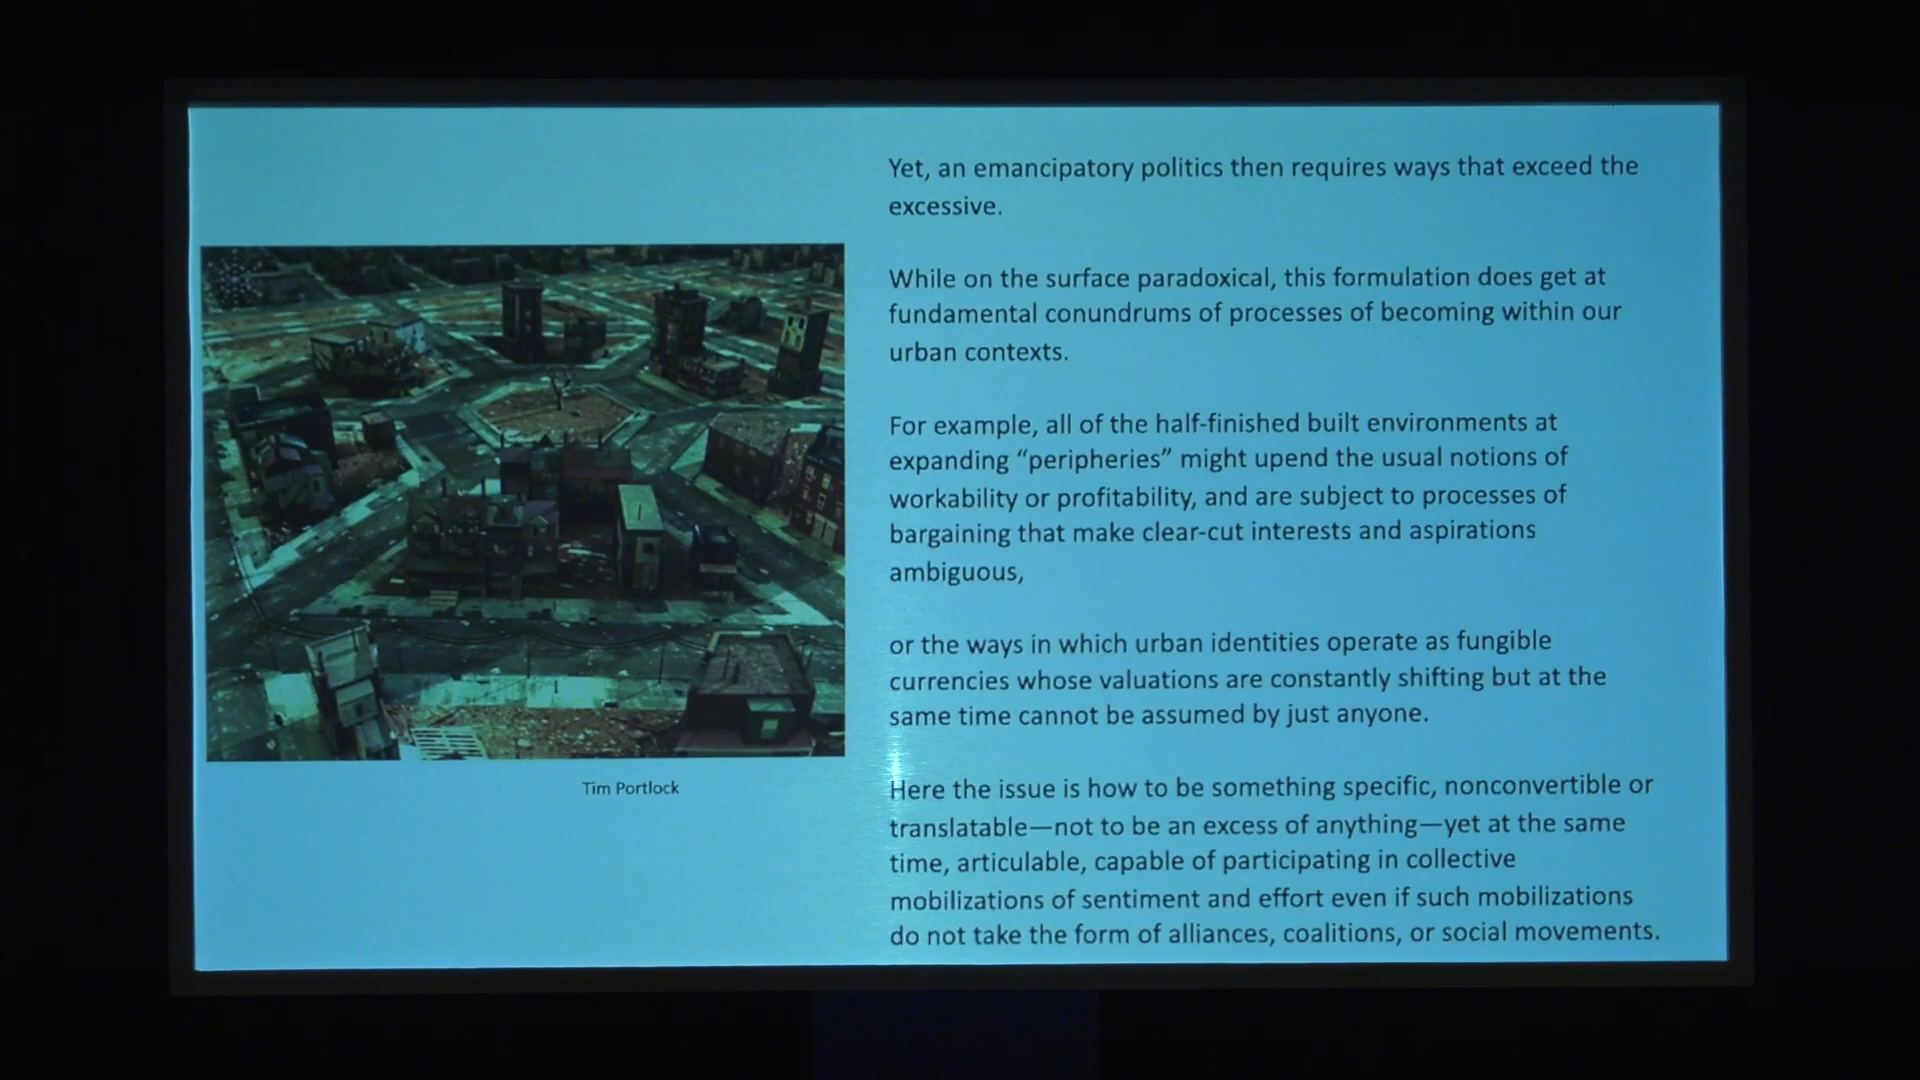 Yet, an emancipatory politics then requires ways that exceed the
excessive.
While on the surface paradoxical, this formulation does get at
fundamental conundrums of processes of becoming within our
urban contexts.
For example, all of the half-finished built environments at
expanding “peripheries” might upend the usual notions of
workability or profitability, and are subject to processes of
bargaining that make clear-cut interests and aspirations
ambiguous,
or the ways in which urban identities operate as fungible
currencies whose valuations are constantly shifting but at the
same time cannot be assumed by just anyone.
Here the issue is how to be something specific, nonconvertible or
translatable—not to be an excess of anything—yet at the same
time, articulable, capable of participating in collective
mobilizations of sentiment and effort even if such mobilizations
do not take the form of alliances, coalitions, or social movements.
Tim Portlock